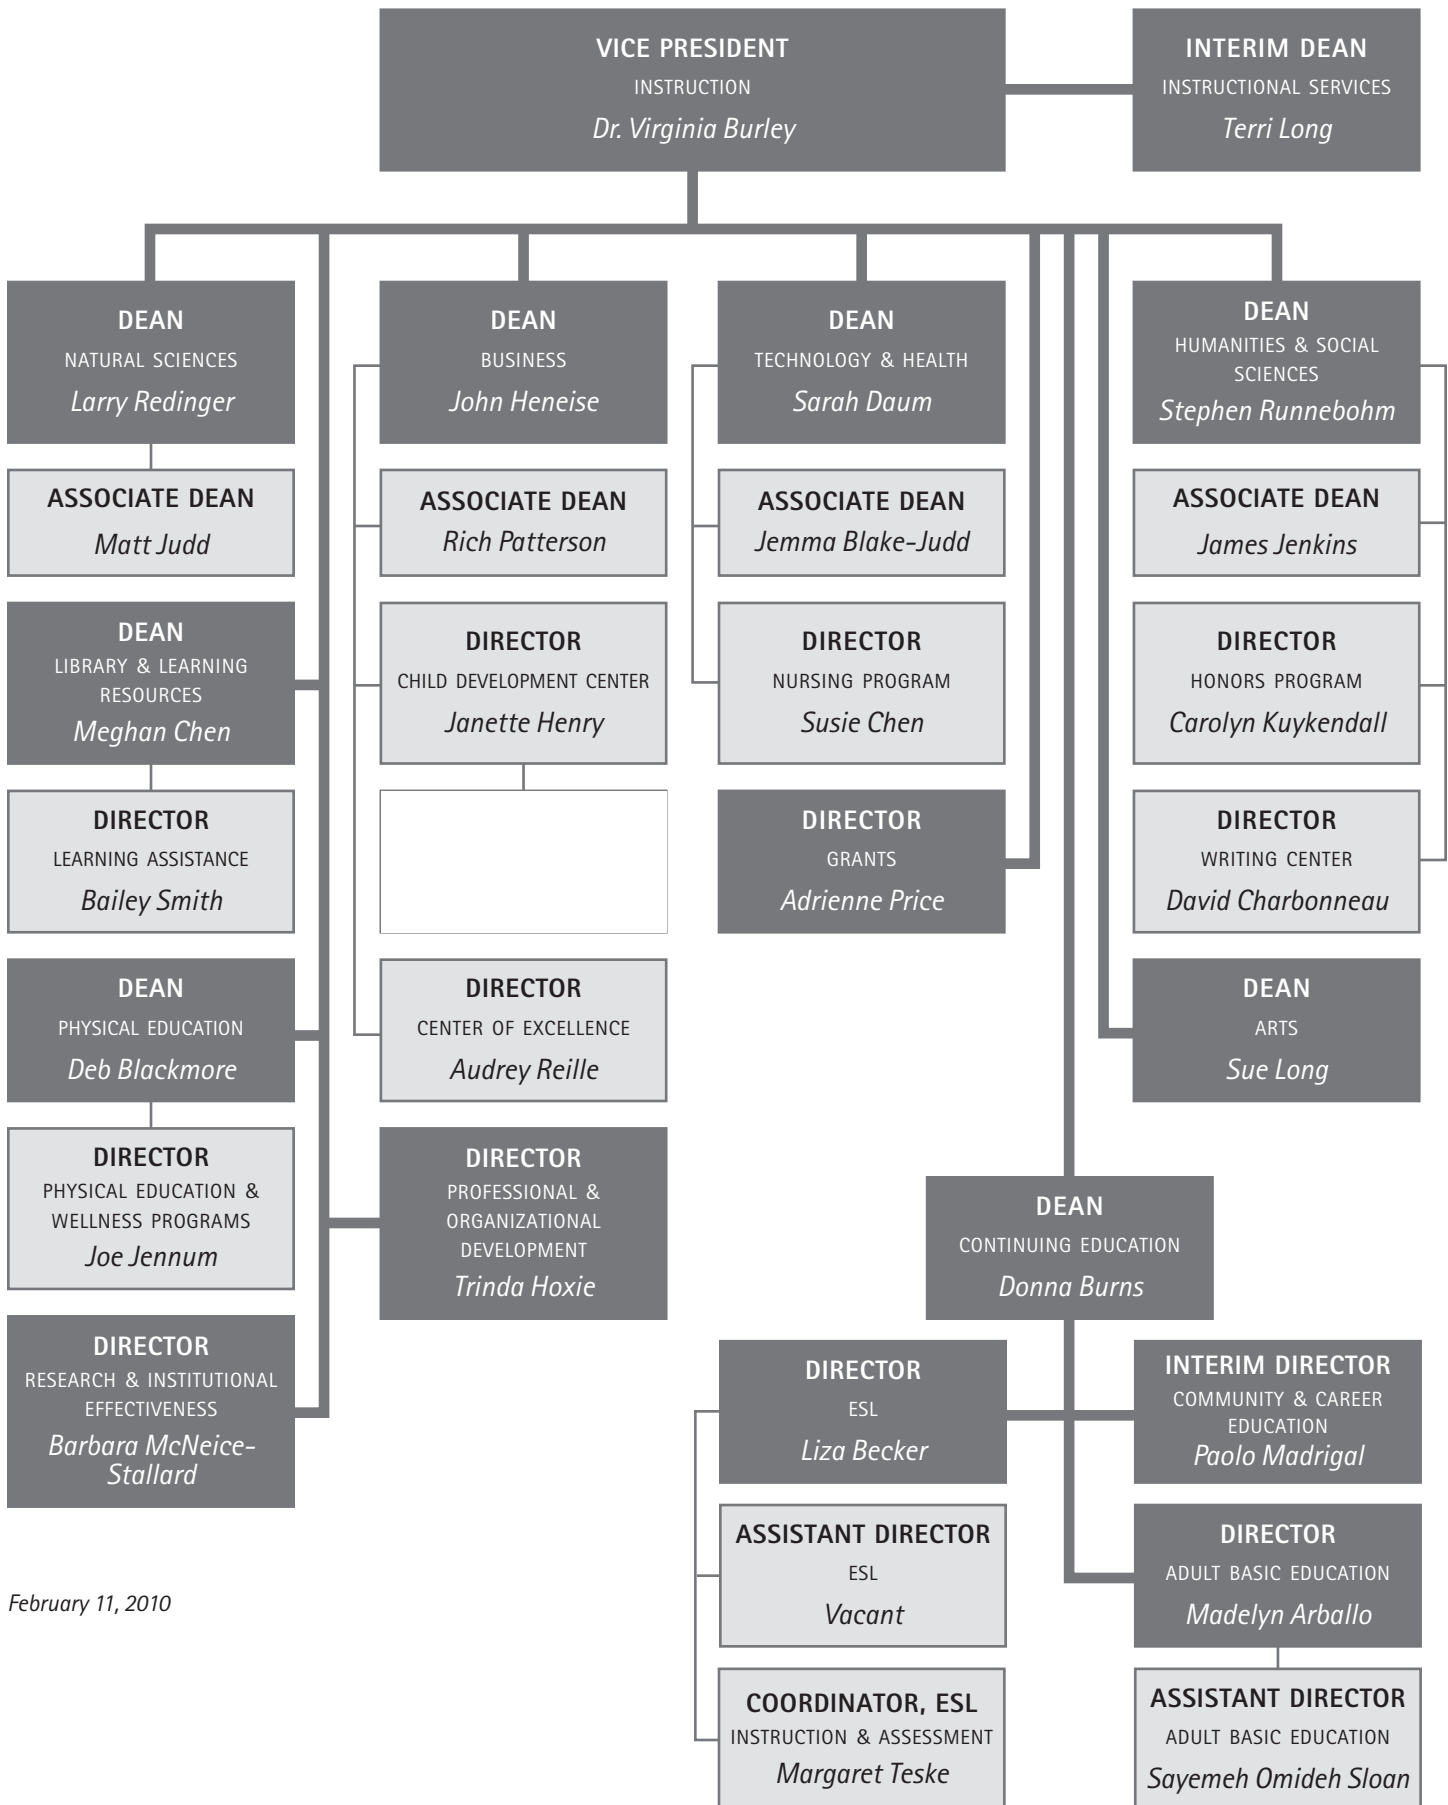 VICE PRESIDENT
INSTRUCTION
Dr. Virginia Burley
INTERIM DEAN
INSTRUCTIONAL SERVICES
Terri Long
DEAN
NATURAL SCIENCES
Larry Redinger
ASSOCIATE DEAN
Matt Judd
DEAN
LIBRARY & LEARNING
RESOURCES
Meghan Chen
DIRECTOR
LEARNING ASSISTANCE
Bailey Smith
DEAN
PHYSICAL EDUCATION
Deb Blackmore
DIRECTOR
PHYSICAL EDUCATION &
WELLNESS PROGRAMS
Joe Jennum
DIRECTOR
RESEARCH & INSTITUTIONAL
EFFECTIVENESS
Barbara McNeice-
Stallard
DEAN
BUSINESS
John Heneise
ASSOCIATE DEAN
Rich Patterson
DIRECTOR
CHILD DEVELOPMENT CENTER
Janette Henry
DIRECTOR
CENTER OF EXCELLENCE
Audrey Reille
DIRECTOR
PROFESSIONAL &
ORGANIZATIONAL
DEVELOPMENT
Trinda Hoxie
DEAN
TECHNOLOGY & HEALTH
Sarah Daum
ASSOCIATE DEAN
Jemma Blake-Judd
DIRECTOR
NURSING PROGRAM
Susie Chen
DIRECTOR
GRANTS
Adrienne Price
DEAN
HUMANITIES & SOCIAL
SCIENCES
Stephen Runnebohm
ASSOCIATE DEAN
James Jenkins
DIRECTOR
HONORS PROGRAM
Carolyn Kuykendall
DIRECTOR
WRITING CENTER
David Charbonneau
DEAN
ARTS
Sue Long
DEAN
CONTINUING EDUCATION
Donna Burns
DIRECTOR
ESL
Liza Becker
ASSISTANT DIRECTOR
ESL
Vacant
COORDINATOR, ESL
INSTRUCTION & ASSESSMENT
Margaret Teske
INTERIM DIRECTOR
COMMUNITY & CAREER
EDUCATION
Paolo Madrigal
DIRECTOR
ADULT BASIC EDUCATION
Madelyn Arballo
ASSISTANT DIRECTOR
ADULT BASIC EDUCATION
Sayemeh Omideh Sloan
February 11, 2010